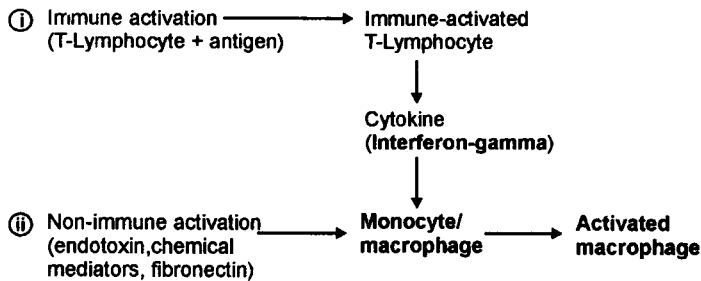 i Immune activation
(T-Lymphocyte + antigen)
Immune-activated
T-Lymphocyte
Cytokine
(Interferon-gamma)
ii Non-immune activation
(endotoxin,chemical
mediators, fibronectin)
Monocyte/
macrophage
Activated
macrophage